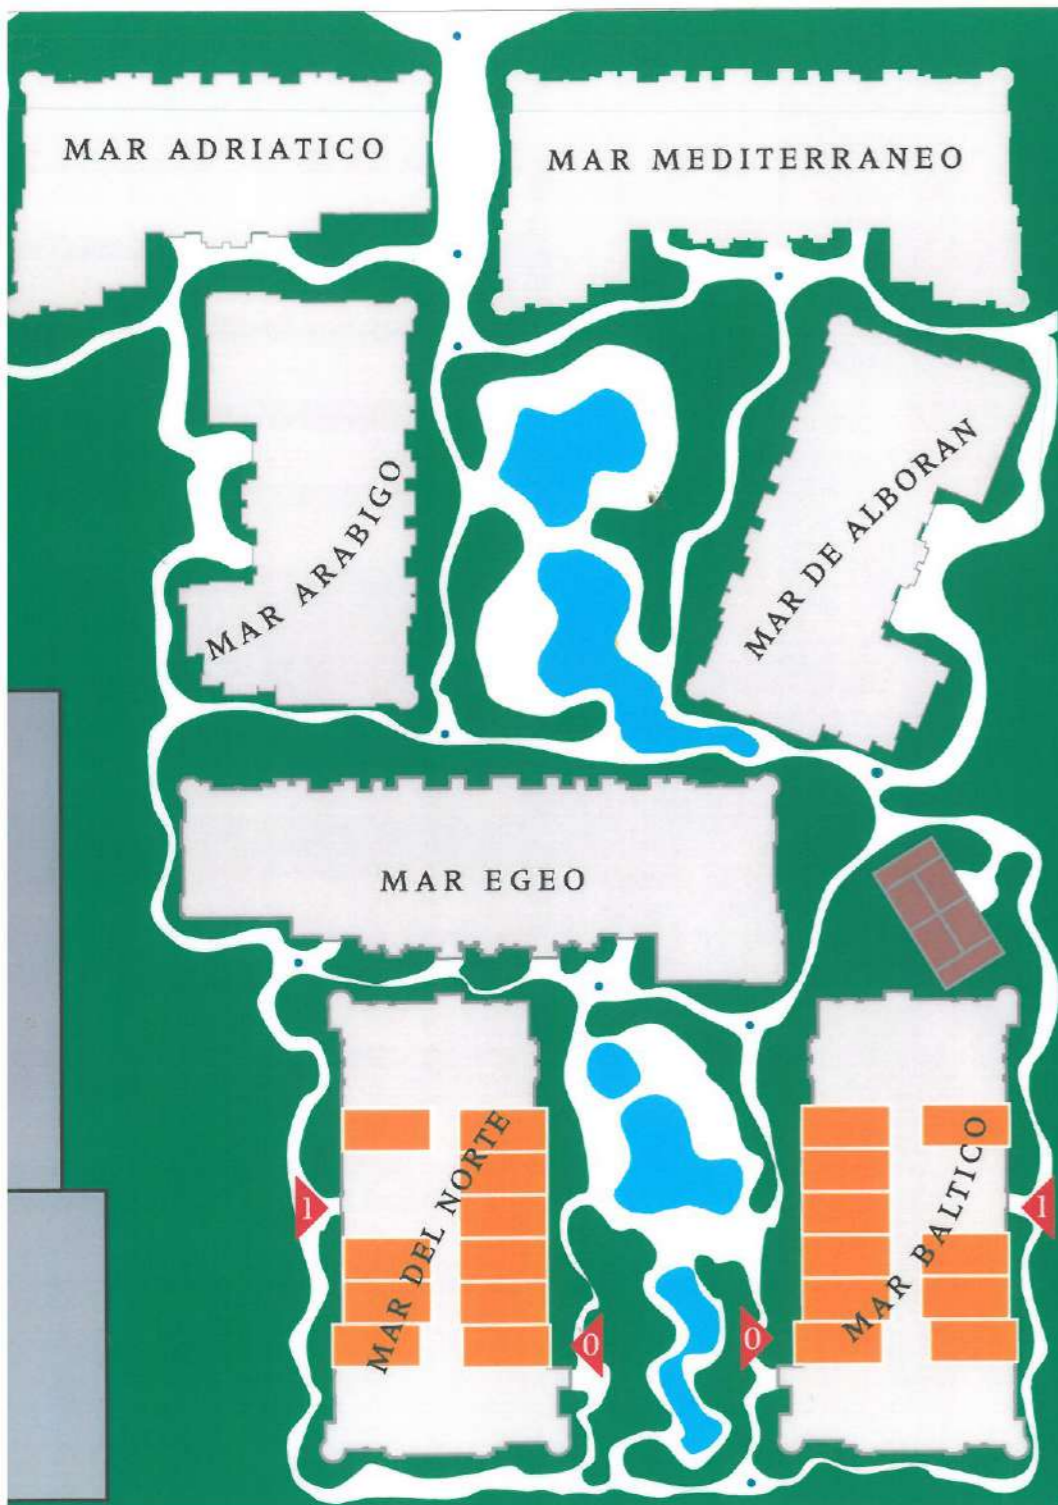 MAR ADRIATICO
MAR MEDITERRANEO
MAR ARABIGO
MAR DE ALBORAN
MAR EGEO
MAR DEL NORTE
MAR BALTICO
1
1
0
0